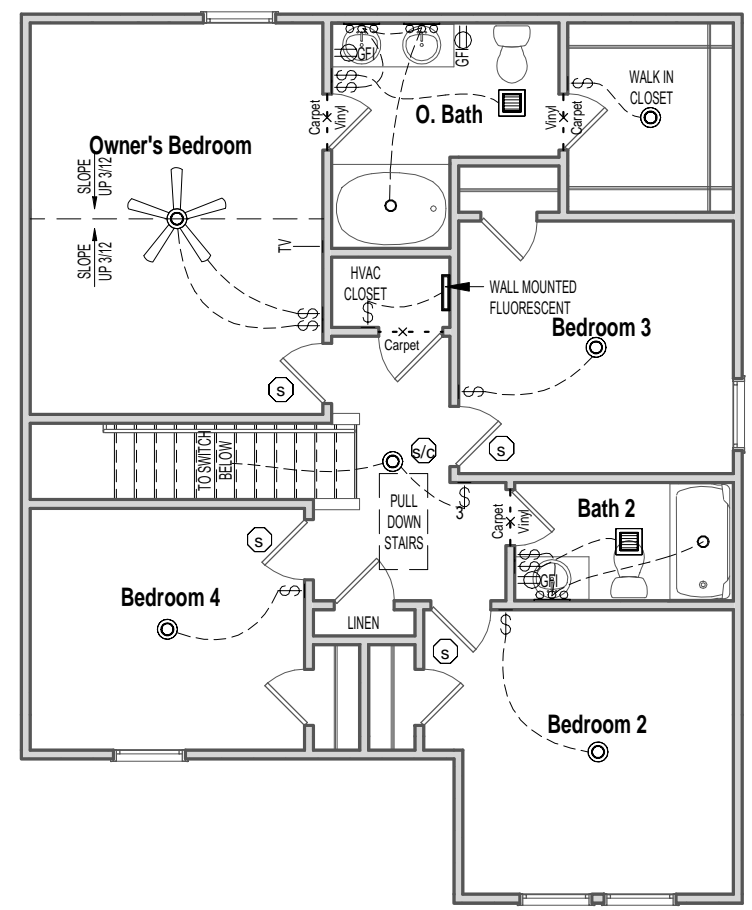 GFI
GFI
$$
WALK IN
CLOSET
$
O. Bath
Carpet
Vinyl
Vinyl
Carpet
Owner's Bedroom
SLOPE
UP 3/12
SLOPE
UP 3/12
TV
HVAC
CLOSET
$
WALL MOUNTED
FLUORESCENT
$$
Carpet
Bedroom 3
S
$
TO SWITCH
BELOW
S/C
S
PULL
DOWN
STAIRS
$
3
Carpet
Vinyl
Bath 2
$$
GFI
S
Bedroom 4
$
LINEN
S
$
Bedroom 2